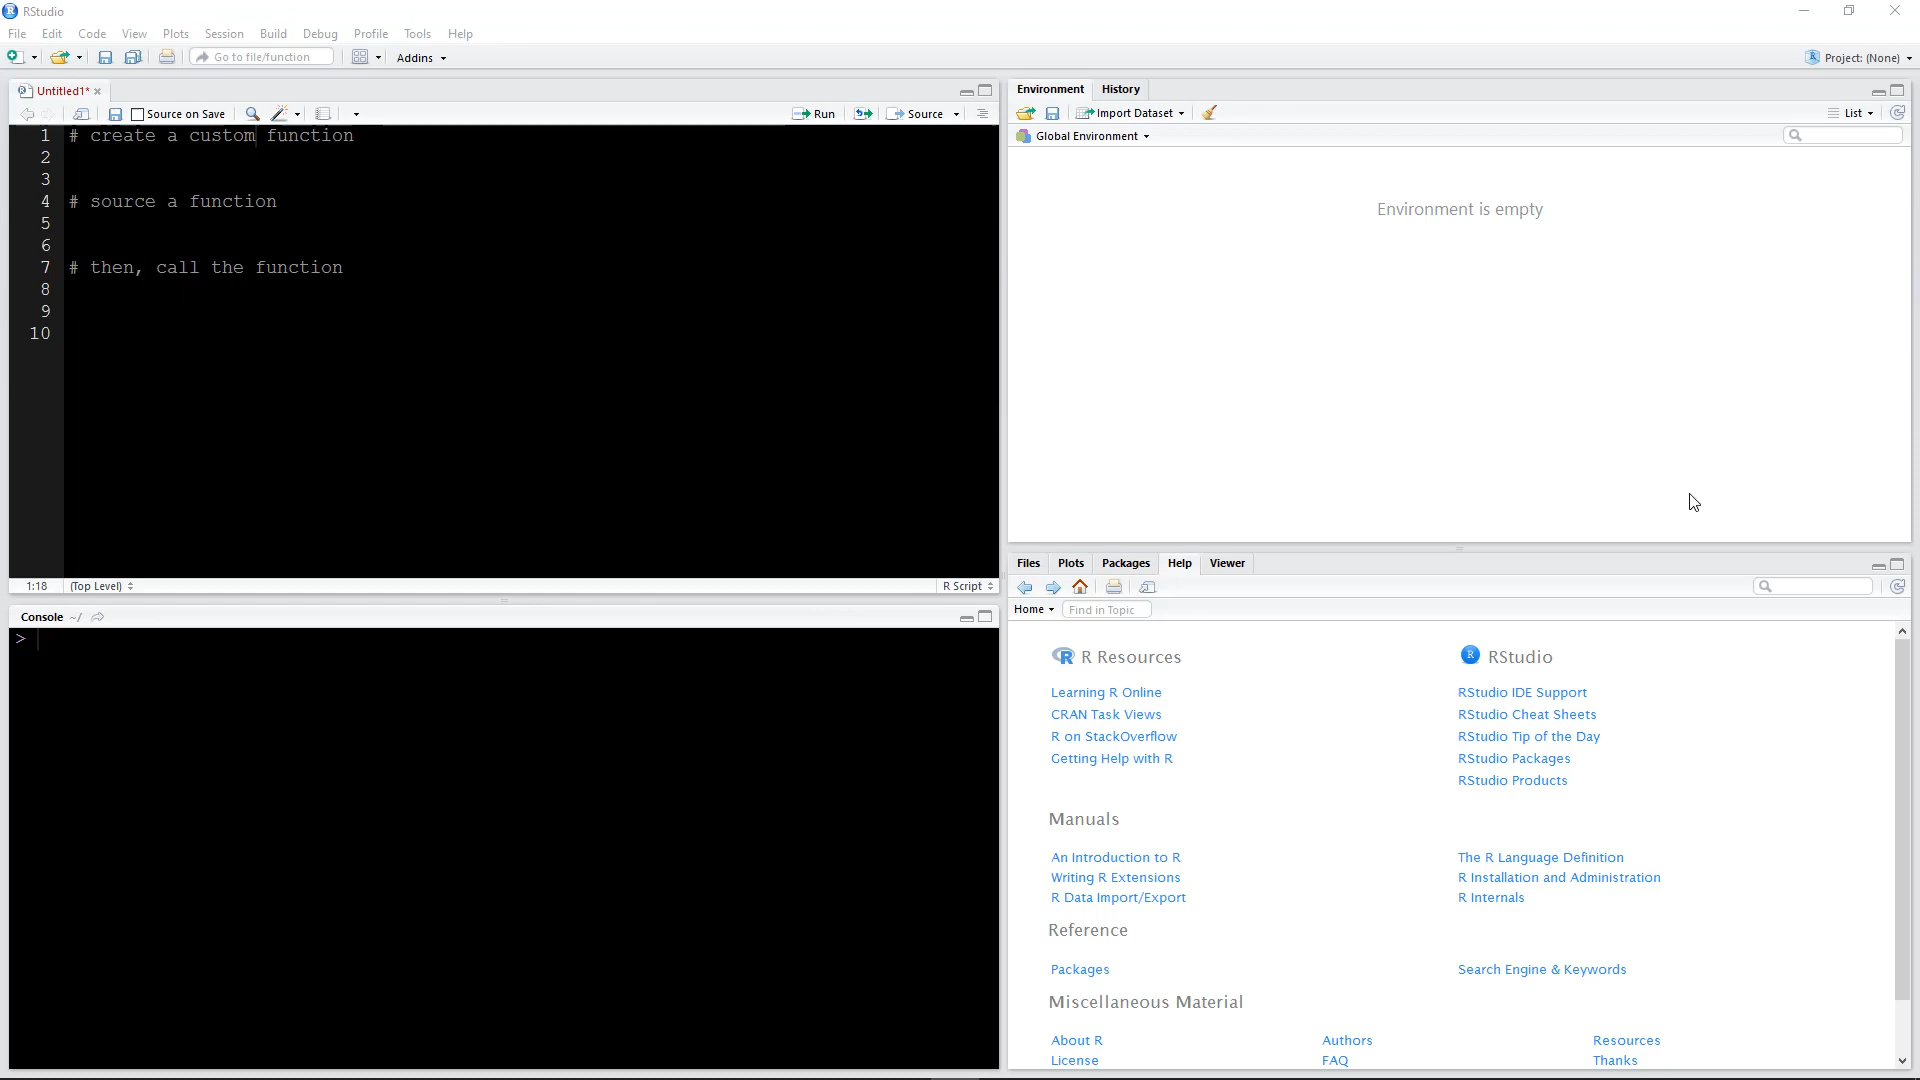 RStudio
File Edit Code View Plots Session Build Debug Profile Tools Help
Go to file/function Addins Project: (None)
Untitled1*
Source on Save Run Source
1 # create a custom function
2
3
4 # source a function
5
6
7 # then, call the function
8
9
10
1:18 (Top Level) R Script
Console ~/
>
Environment History
Import Dataset List
Global Environment
Environment is empty
Files Plots Packages Help Viewer
Home Find in Topic
R Resources
Learning R Online
CRAN Task Views
R on StackOverflow
Getting Help with R
RStudio
RStudio IDE Support
RStudio Cheat Sheets
RStudio Tip of the Day
RStudio Packages
RStudio Products
Manuals
An Introduction to R The R Language Definition
Writing R Extensions R Installation and Administration
R Data Import/Export R Internals
Reference
Packages Search Engine & Keywords
Miscellaneous Material
About R Authors Resources
License FAQ Thanks